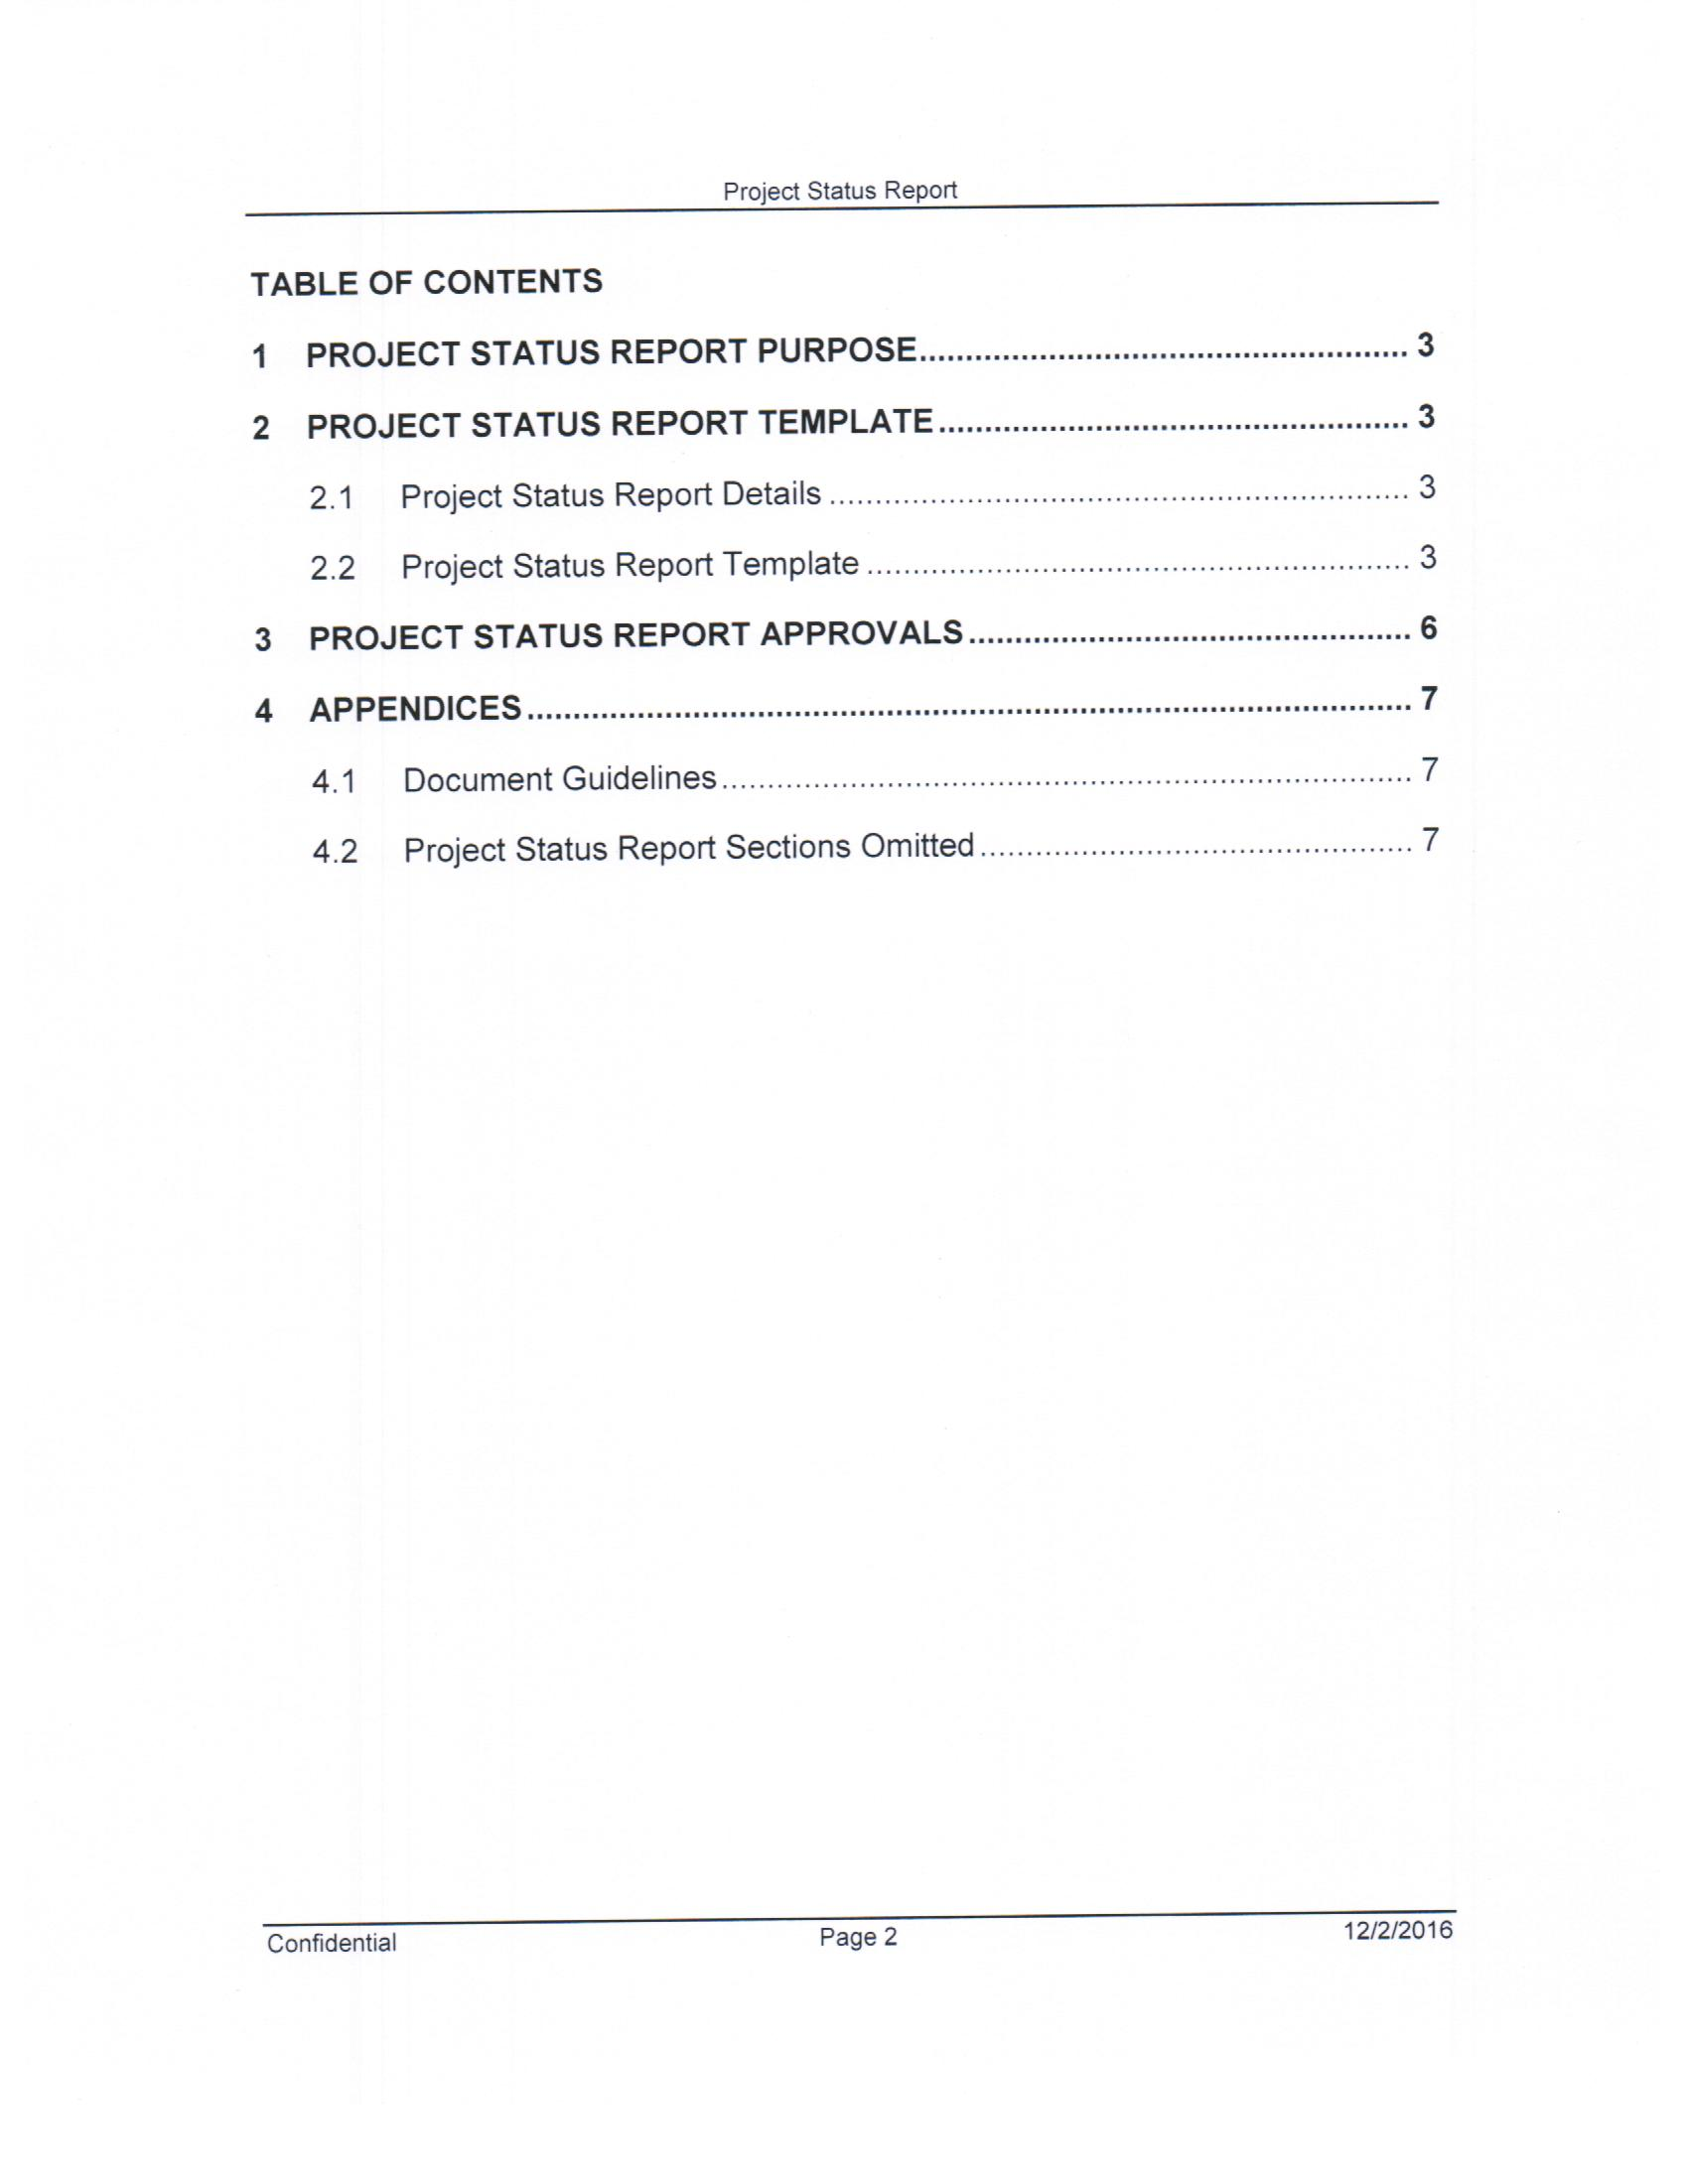 Project Status Report
TABLE OF CONTENTS
1 PROJECT STATUS REPORT PURPOSE.................................................... 3
2 PROJECT STATUS REPORT TEMPLATE.................................................. 3
2.1 Project Status Report Details .............................................................. 3
2.2 Project Status Report Template .......................................................... 3
3 PROJECT STATUS REPORT APPROVALS............................................... 6
4 APPENDICES............................................................................................... 7
4.1 Document Guidelines.......................................................................... 7
4.2 Project Status Report Sections Omitted .............................................. 7
Confidential Page 2 12/2/2016